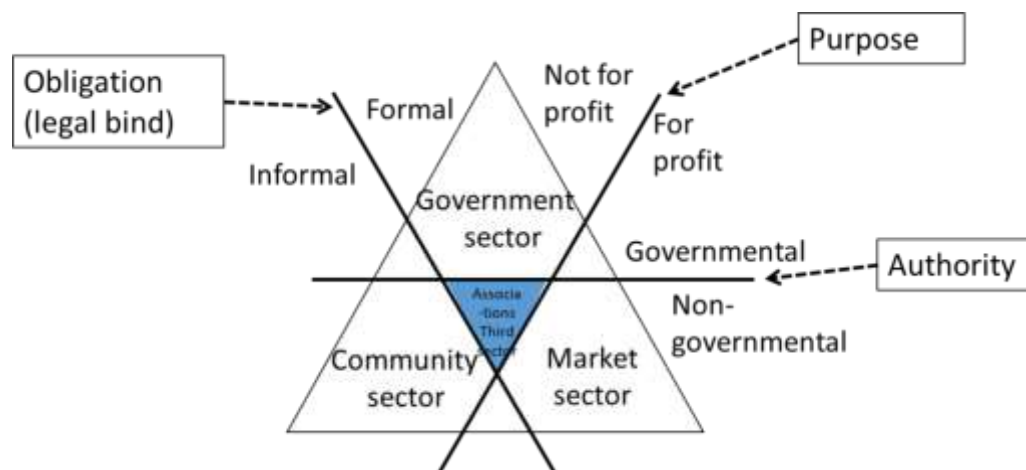 Obligation
(legal bind)
Formal
Informal
Not for
profit
Purpose
For
profit
Government
sector
Governmental
Authority
Non-
governmental
Associa
-tions
Third
sector
Community
sector
Market
sector